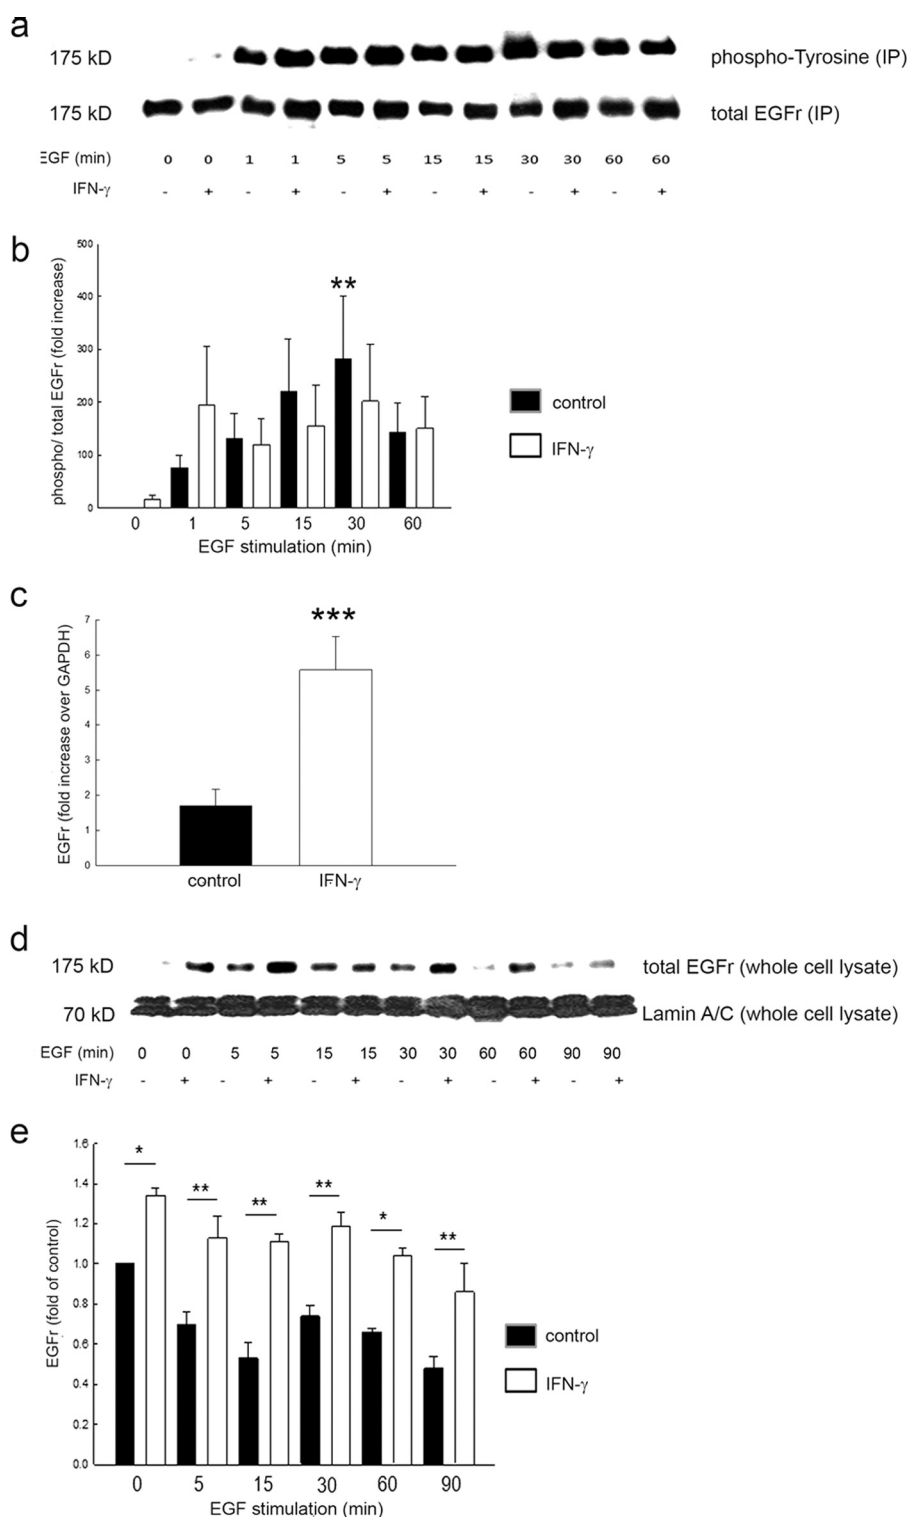 a
175 kD phospho-Tyrosine (IP)
175 kD total EGFr (IP)
EGF (min) 0 0 1 1 5 5 15 15 30 30 60 60
IFN-γ - + - + - + - + - + - +
b
phospho/ total EGFr (fold increase)
500
400
300
200
100
0
**
0 1 5 15 30 60
EGF stimulation (min)
control
IFN-γ
c
EGFr (fold increase over GAPDH)
7
6
5
4
3
2
1
0
***
control IFN-γ
d
175 kD total EGFr (whole cell lysate)
70 kD Lamin A/C (whole cell lysate)
EGF (min) 0 0 5 5 15 15 30 30 60 60 90 90
IFN-γ - + - + - + - + - + - +
e
EGFr (fold of control)
1.6
1.4
1.2
1.0
0.8
0.6
0.4
0.2
0.0
* ** ** ** * **
0 5 15 30 60 90
EGF stimulation (min)
control
IFN-γ